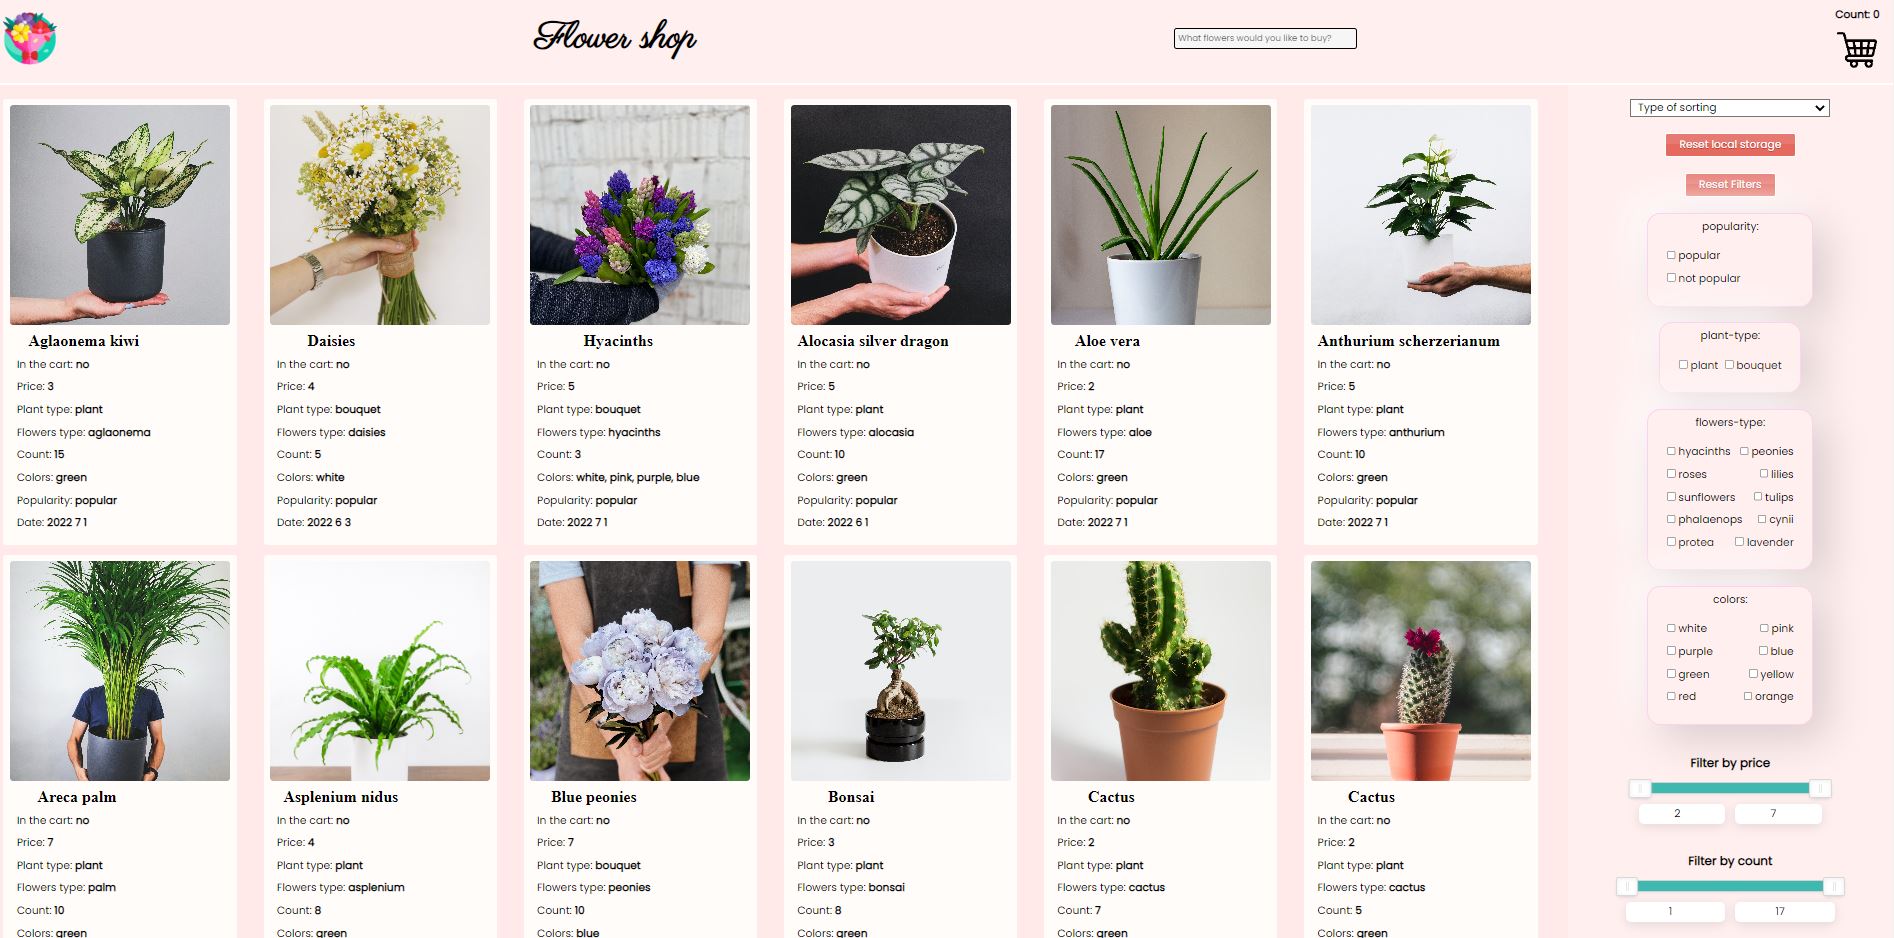 Count: 0
Flower shop
What flowers would you like to buy?
Type of sorting
Reset local storage
Reset Filters
popularity:
popular
not popular
plant-type:
plant bouquet
flowers-type:
hyacinths peonies
roses lilies
sunflowers tulips
phalaenops cynii
protea lavender
colors:
white pink
purple blue
green yellow
red orange
Filter by price
2 7
Filter by count
1 17
Aglaonema kiwi
In the cart: no
Price: 3
Plant type: plant
Flowers type: aglaonema
Count: 15
Colors: green
Popularity: popular
Date: 2022 7 1
Daisies
In the cart: no
Price: 4
Plant type: bouquet
Flowers type: daisies
Count: 5
Colors: white
Popularity: popular
Date: 2022 6 3
Hyacinths
In the cart: no
Price: 5
Plant type: bouquet
Flowers type: hyacinths
Count: 3
Colors: white, pink, purple, blue
Popularity: popular
Date: 2022 7 1
Alocasia silver dragon
In the cart: no
Price: 5
Plant type: plant
Flowers type: alocasia
Count: 10
Colors: green
Popularity: popular
Date: 2022 6 1
Aloe vera
In the cart: no
Price: 2
Plant type: plant
Flowers type: aloe
Count: 17
Colors: green
Popularity: popular
Date: 2022 7 1
Anthurium scherzerianum
In the cart: no
Price: 5
Plant type: plant
Flowers type: anthurium
Count: 10
Colors: green
Popularity: popular
Date: 2022 7 1
Areca palm
In the cart: no
Price: 7
Plant type: plant
Flowers type: palm
Count: 10
Colors: green
Asplenium nidus
In the cart: no
Price: 4
Plant type: plant
Flowers type: asplenium
Count: 8
Colors: green
Blue peonies
In the cart: no
Price: 7
Plant type: bouquet
Flowers type: peonies
Count: 10
Colors: blue
Bonsai
In the cart: no
Price: 3
Plant type: plant
Flowers type: bonsai
Count: 8
Colors: green
Cactus
In the cart: no
Price: 2
Plant type: plant
Flowers type: cactus
Count: 7
Colors: green
Cactus
In the cart: no
Price: 2
Plant type: plant
Flowers type: cactus
Count: 5
Colors: green